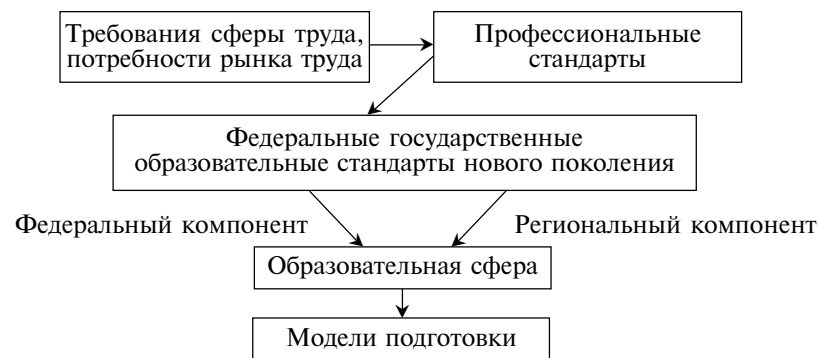 Требования сферы труда,
потребности рынка труда
Профессиональные
стандарты
Федеральные государственные
образовательные стандарты нового поколения
Федеральный компонент
Региональный компонент
Образовательная сфера
Модели подготовки